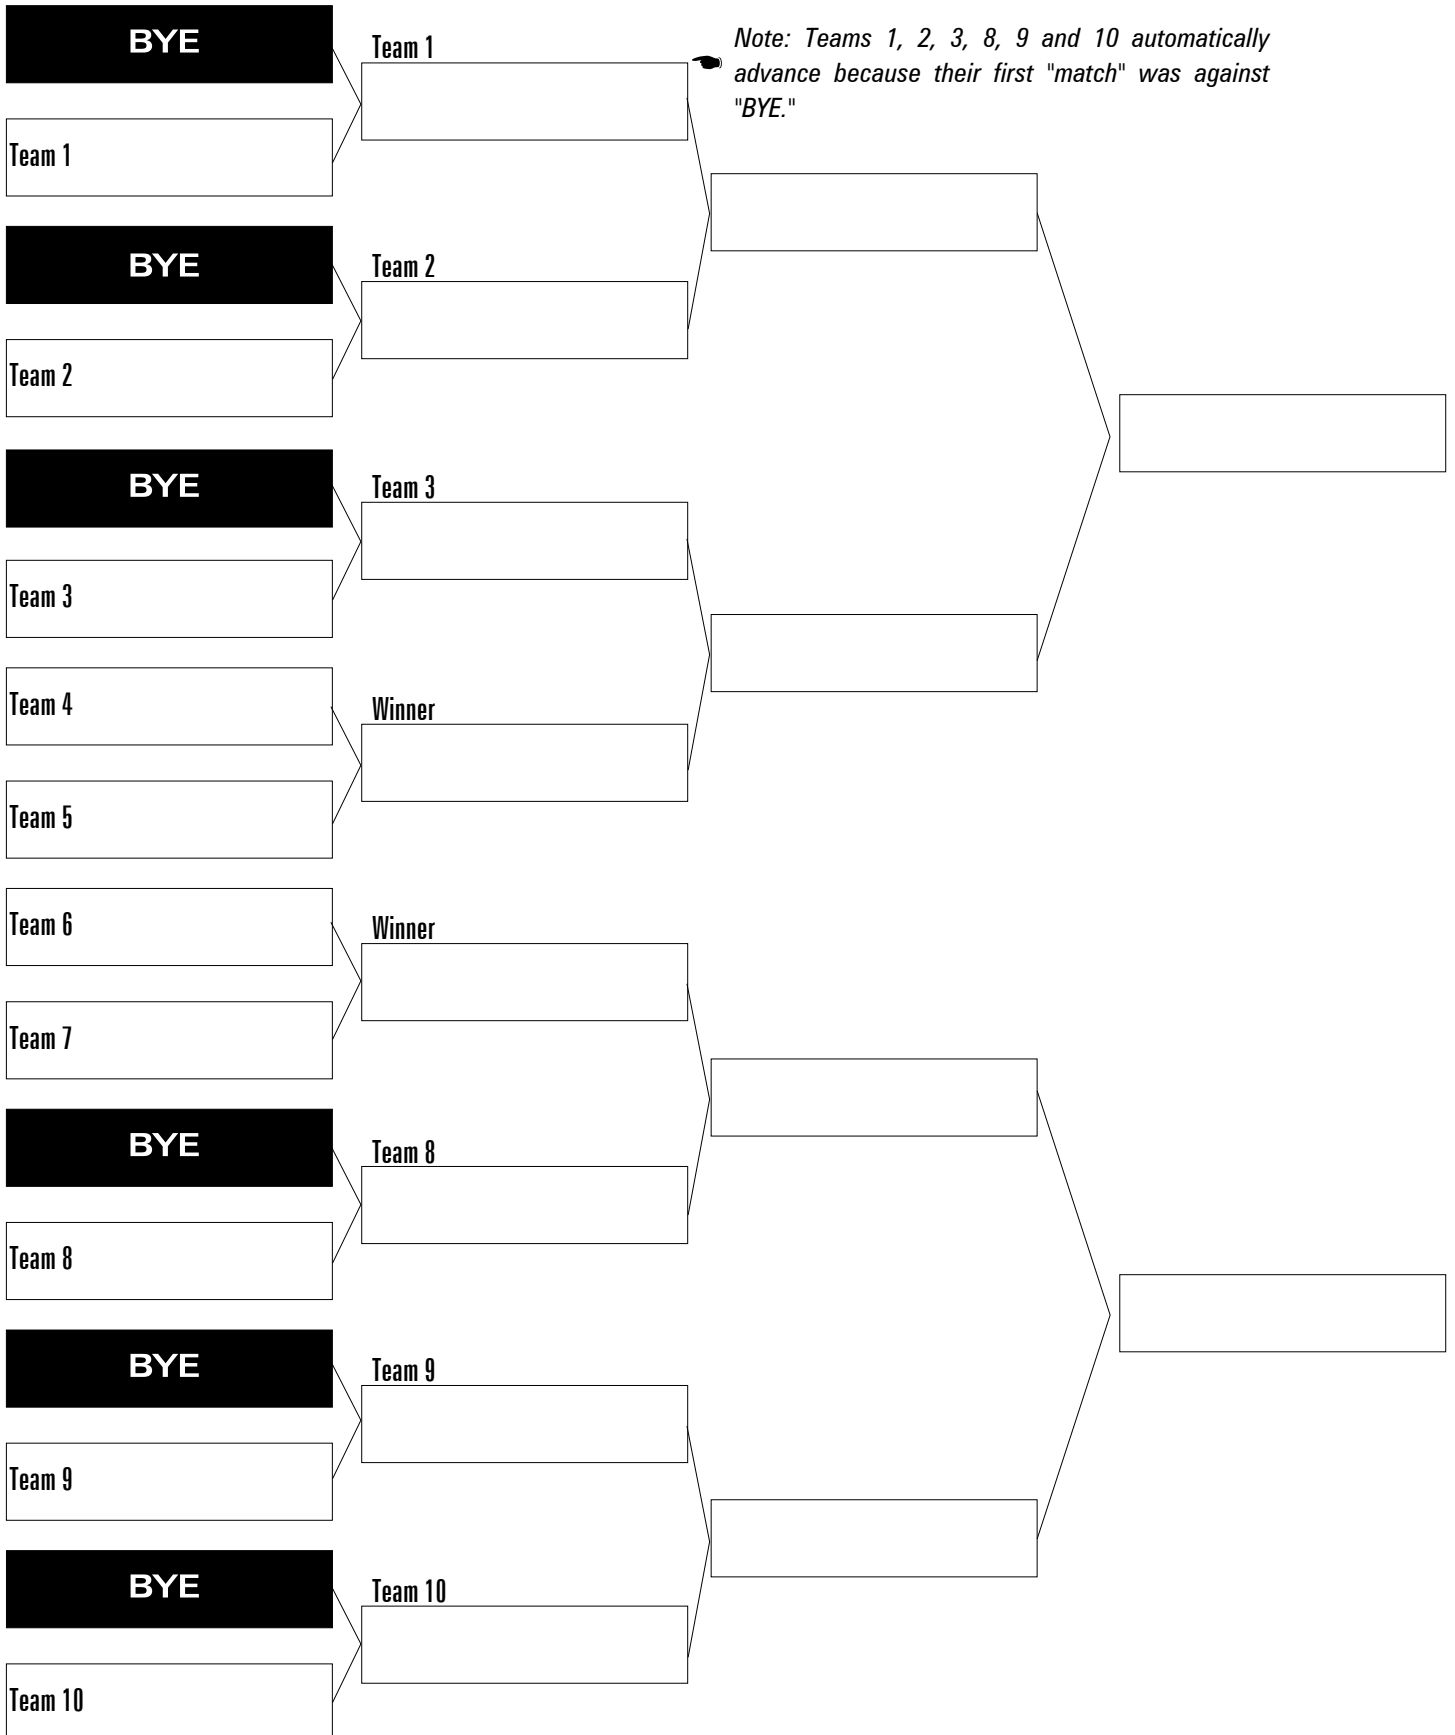 BYE
Team 1
Team 1
Note: Teams 1, 2, 3, 8, 9 and 10 automatically
advance because their first "match" was against
"BYE."
BYE
Team 2
Team 2
BYE
Team 3
Team 3
Team 4
Winner
Team 5
Team 6
Winner
Team 7
BYE
Team 8
Team 8
BYE
Team 9
Team 9
BYE
Team 10
Team 10